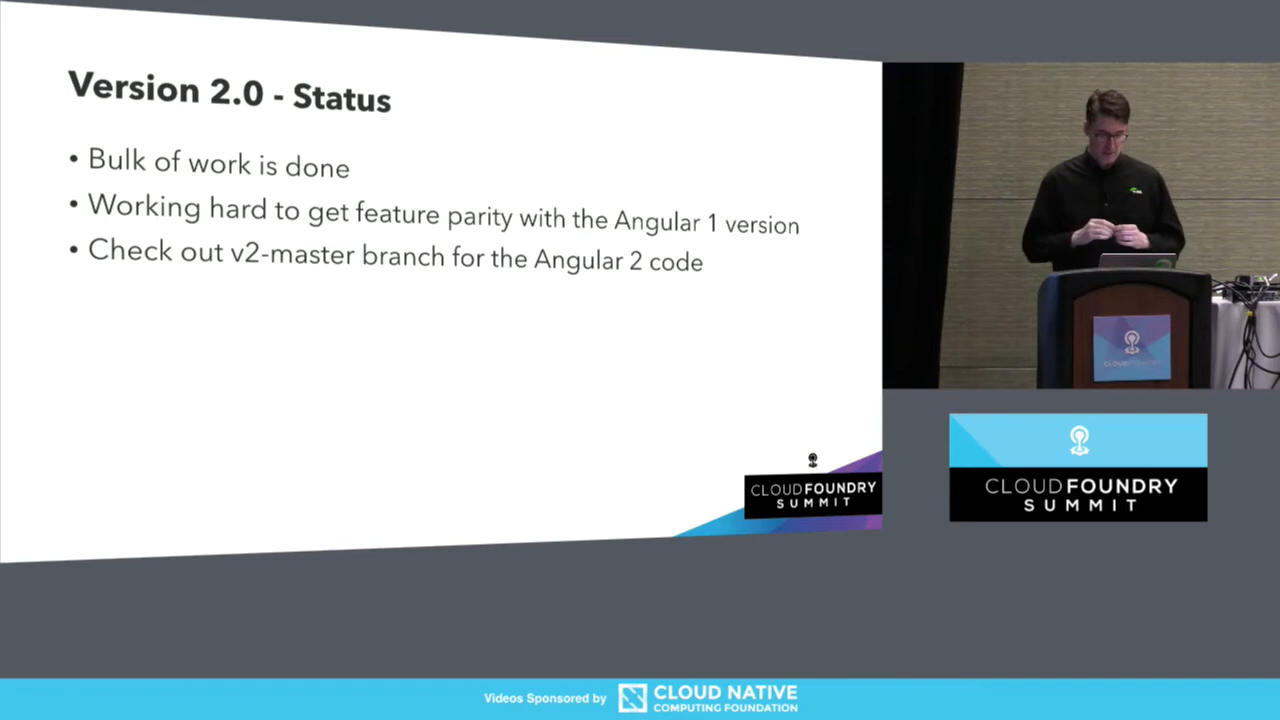 Version 2.0 - Status
• Bulk of work is done
• Working hard to get feature parity with the Angular 1 version
• Check out v2-master branch for the Angular 2 code
CLOUDFOUNDRY
SUMMIT
CLOUDFOUNDRY
CLOUDFOUNDRY
SUMMIT
Videos Sponsored by
CLOUD NATIVE
COMPUTING FOUNDATION